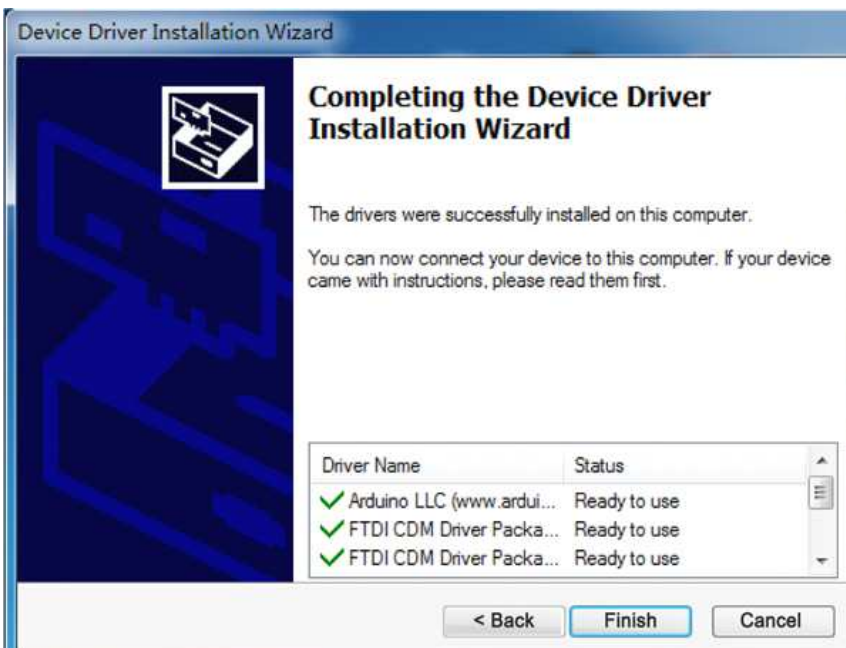 Device Driver Installation Wizard
Completing the Device Driver
Installation Wizard
The drivers were successfully installed on this computer.
You can now connect your device to this computer. If your device
came with instructions, please read them first.
Driver Name Status
Arduino LLC (www.ardui... Ready to use
FTDI CDM Driver Packa... Ready to use
FTDI CDM Driver Packa... Ready to use
< Back Finish Cancel